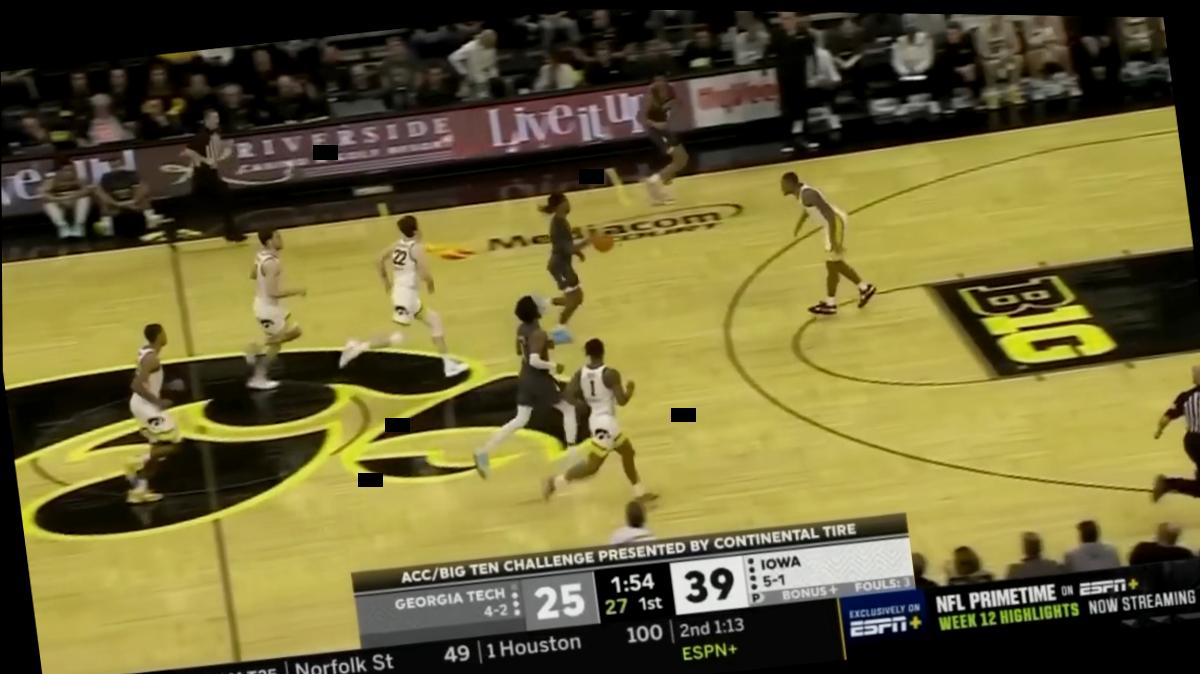 Live it Up
RIVERSIDE
Mediacom
COURT
22
1
B1G
ACC/BIG TEN CHALLENGE PRESENTED BY CONTINENTAL TIRE
GEORGIA TECH
4-2
25
1:54
27 1st
39
IOWA
5-1
P BONUS+ FOULS: 3
Norfolk St 49
1 Houston 100
2nd 1:13
ESPN+
EXCLUSIVELY ON
ESPN+
NFL PRIMETIME ON ESPN+
WEEK 12 HIGHLIGHTS NOW STREAMING